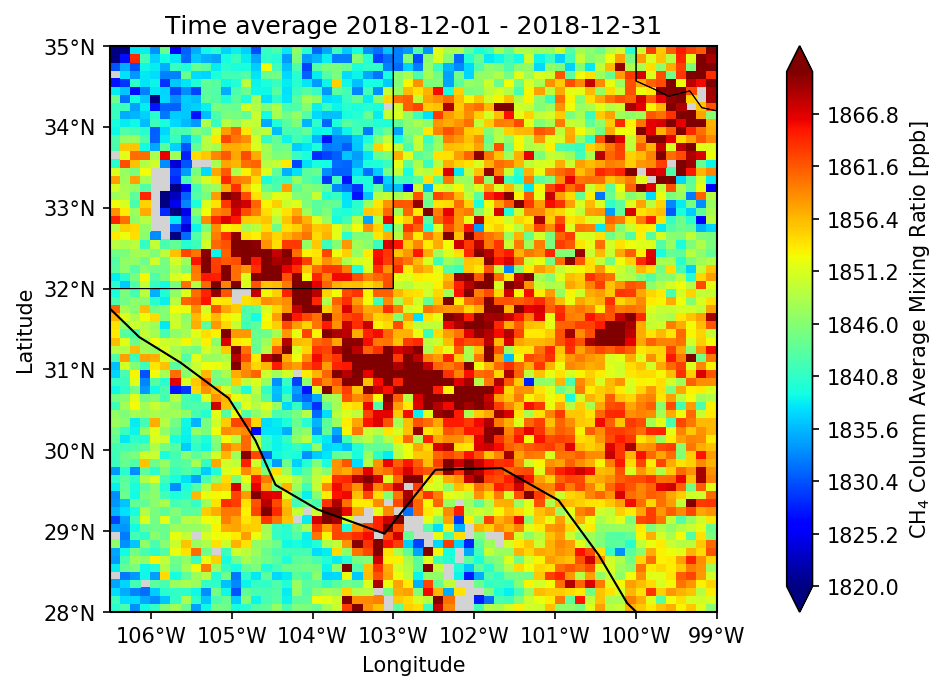 Time average 2018-12-01 - 2018-12-31
35°N
34°N
33°N
32°N
31°N
30°N
29°N
28°N
Latitude
106°W 105°W 104°W 103°W 102°W 101°W 100°W 99°W
Longitude
1866.8
1861.6
1856.4
1851.2
1846.0
1840.8
1835.6
1830.4
1825.2
1820.0
CH₄ Column Average Mixing Ratio [ppb]